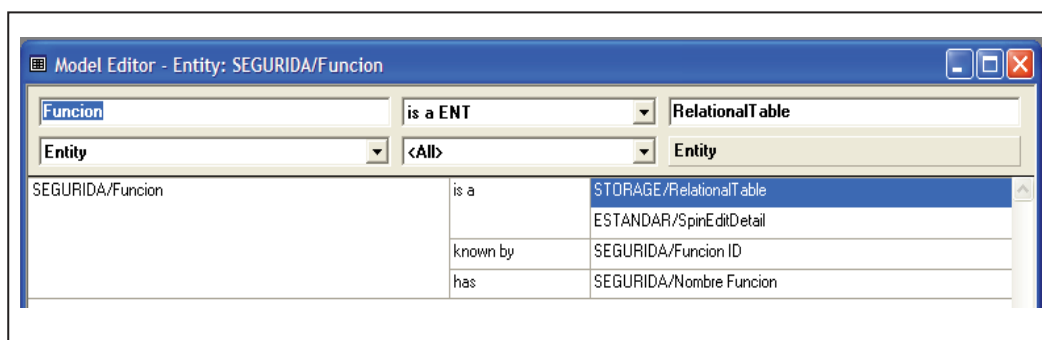 Model Editor - Entity: SEGURIDA/Funcion
Funcion is a ENT RelationalTable
Entity <All> Entity
SEGURIDA/Funcion is a STORAGE/RelationalTable
ESTANDAR/SpinEditDetail
known by SEGURIDA/Funcion ID
has SEGURIDA/Nombre Funcion